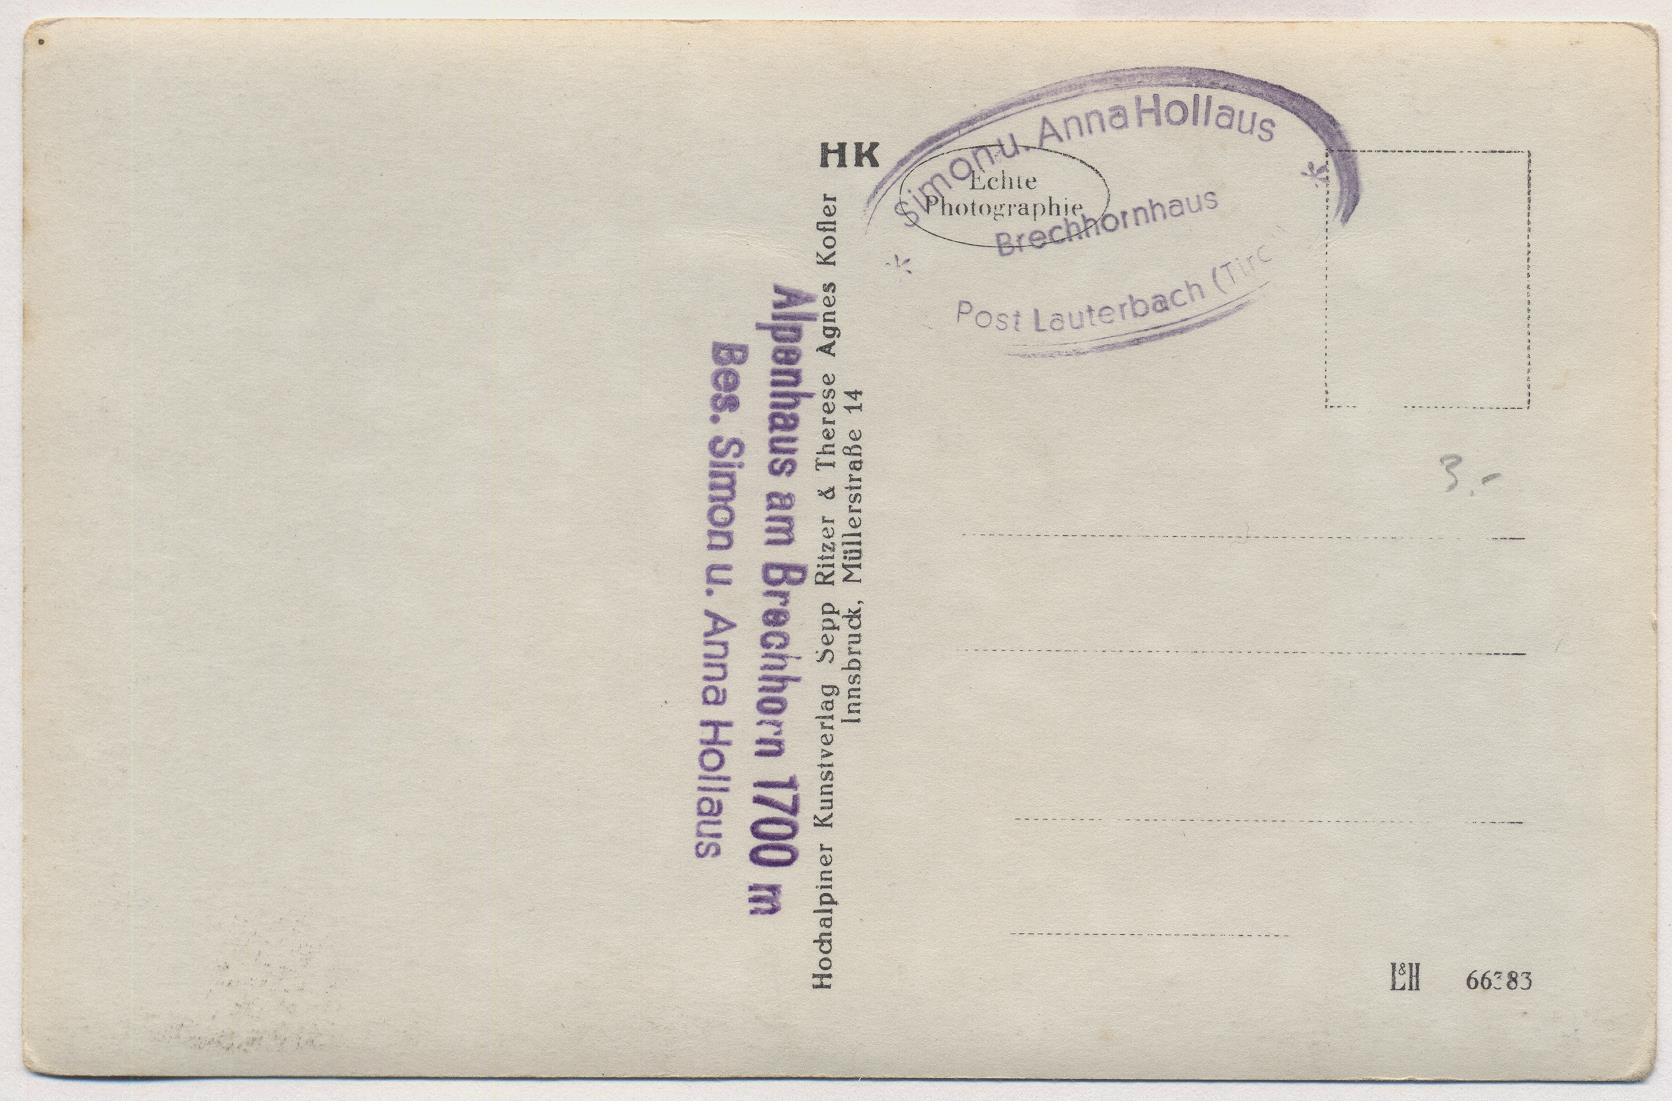 HK
Echte
Photographie
Simon u. Anna Hollaus
Brechhornhaus
Post Lauterbach
Alpenhaus am Brechhorn 1700 m
Bes. Simon u. Anna Hollaus
Hochalpiner Kunstverlag Sepp Ritzer & Therese Agnes Kofler
Innsbruck, Müllerstraße 14
3.-
L&H 66383